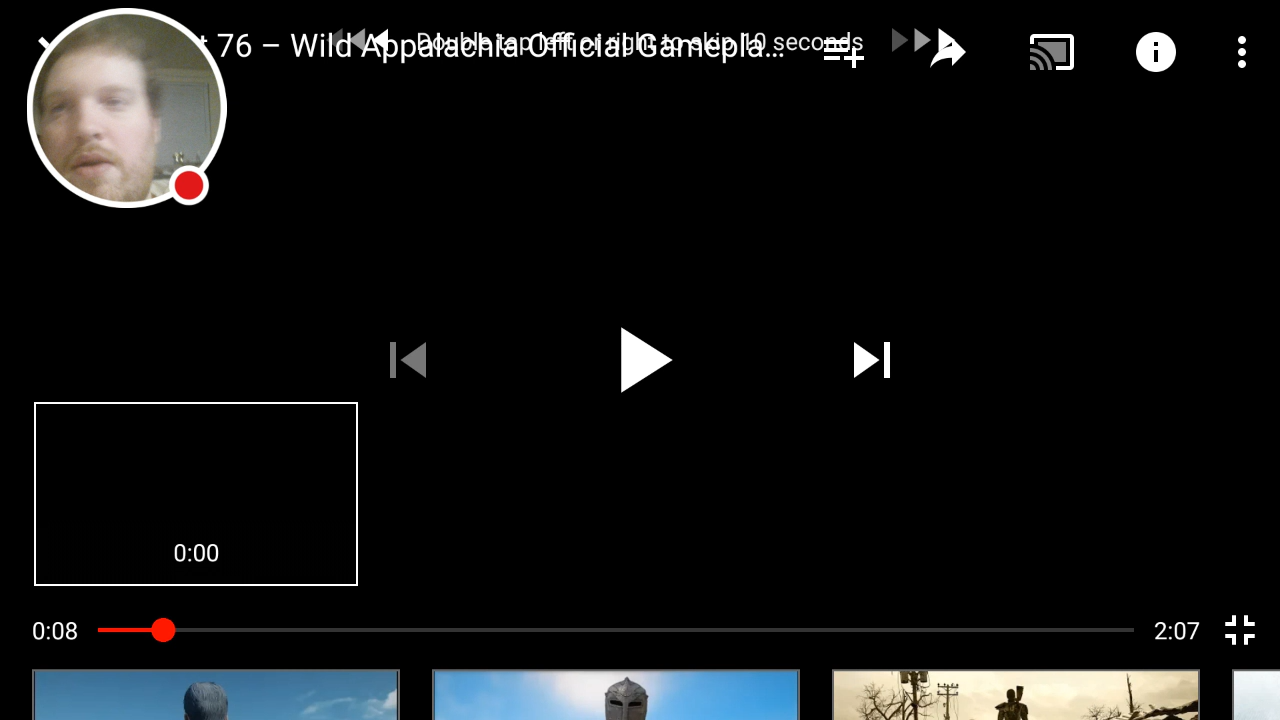 t 76 – Wild Appalachia Official Gamepla...
Double tap left or right to skip 10 seconds
0:00
0:08
2:07